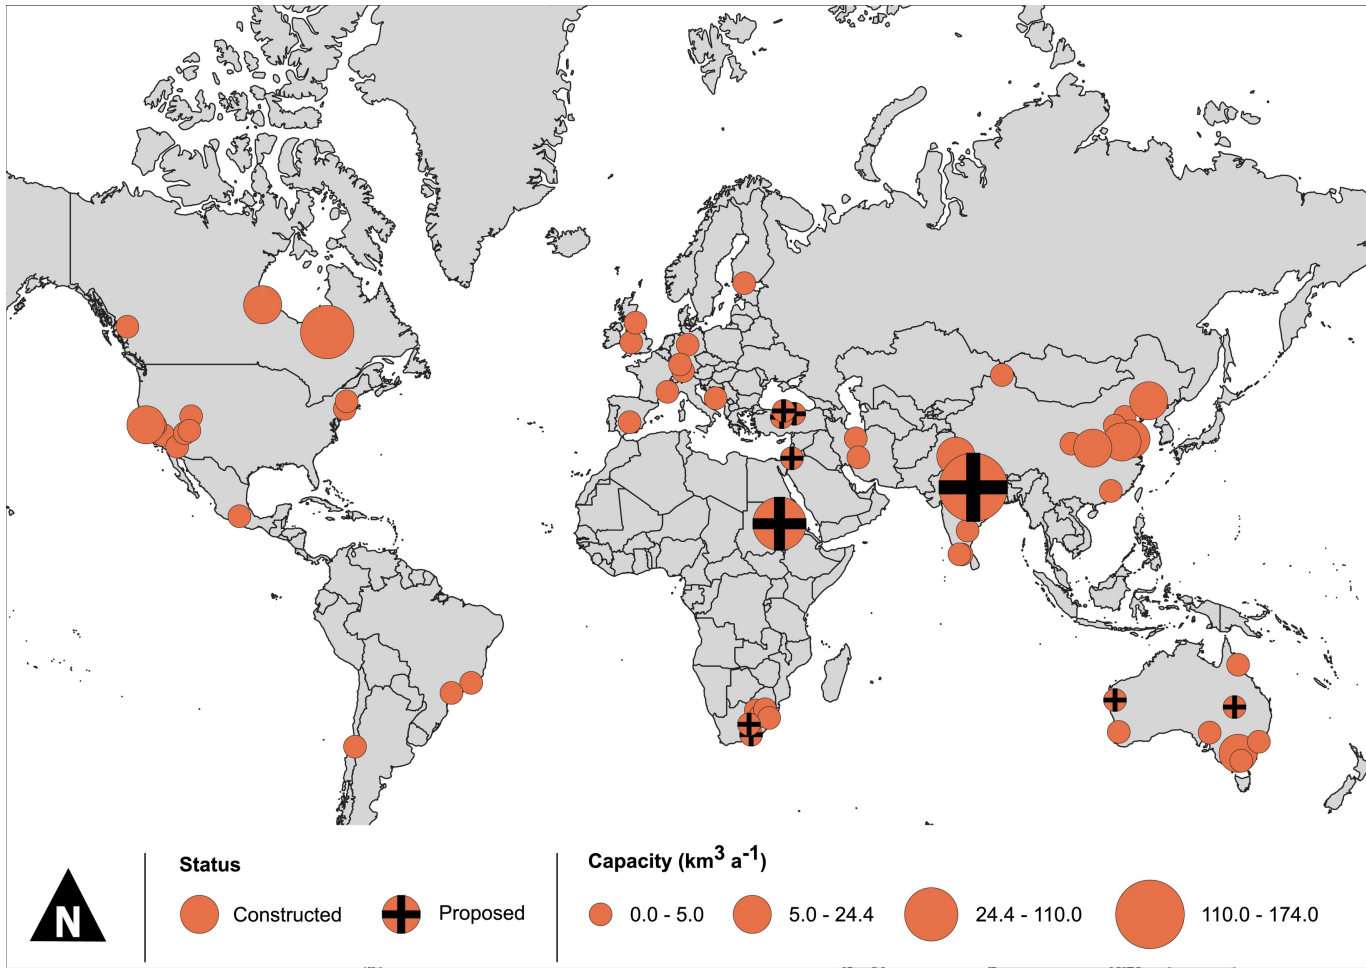 Status
Constructed
Proposed
Capacity (km³ a⁻¹)
0.0 - 5.0
5.0 - 24.4
24.4 - 110.0
110.0 - 174.0
N